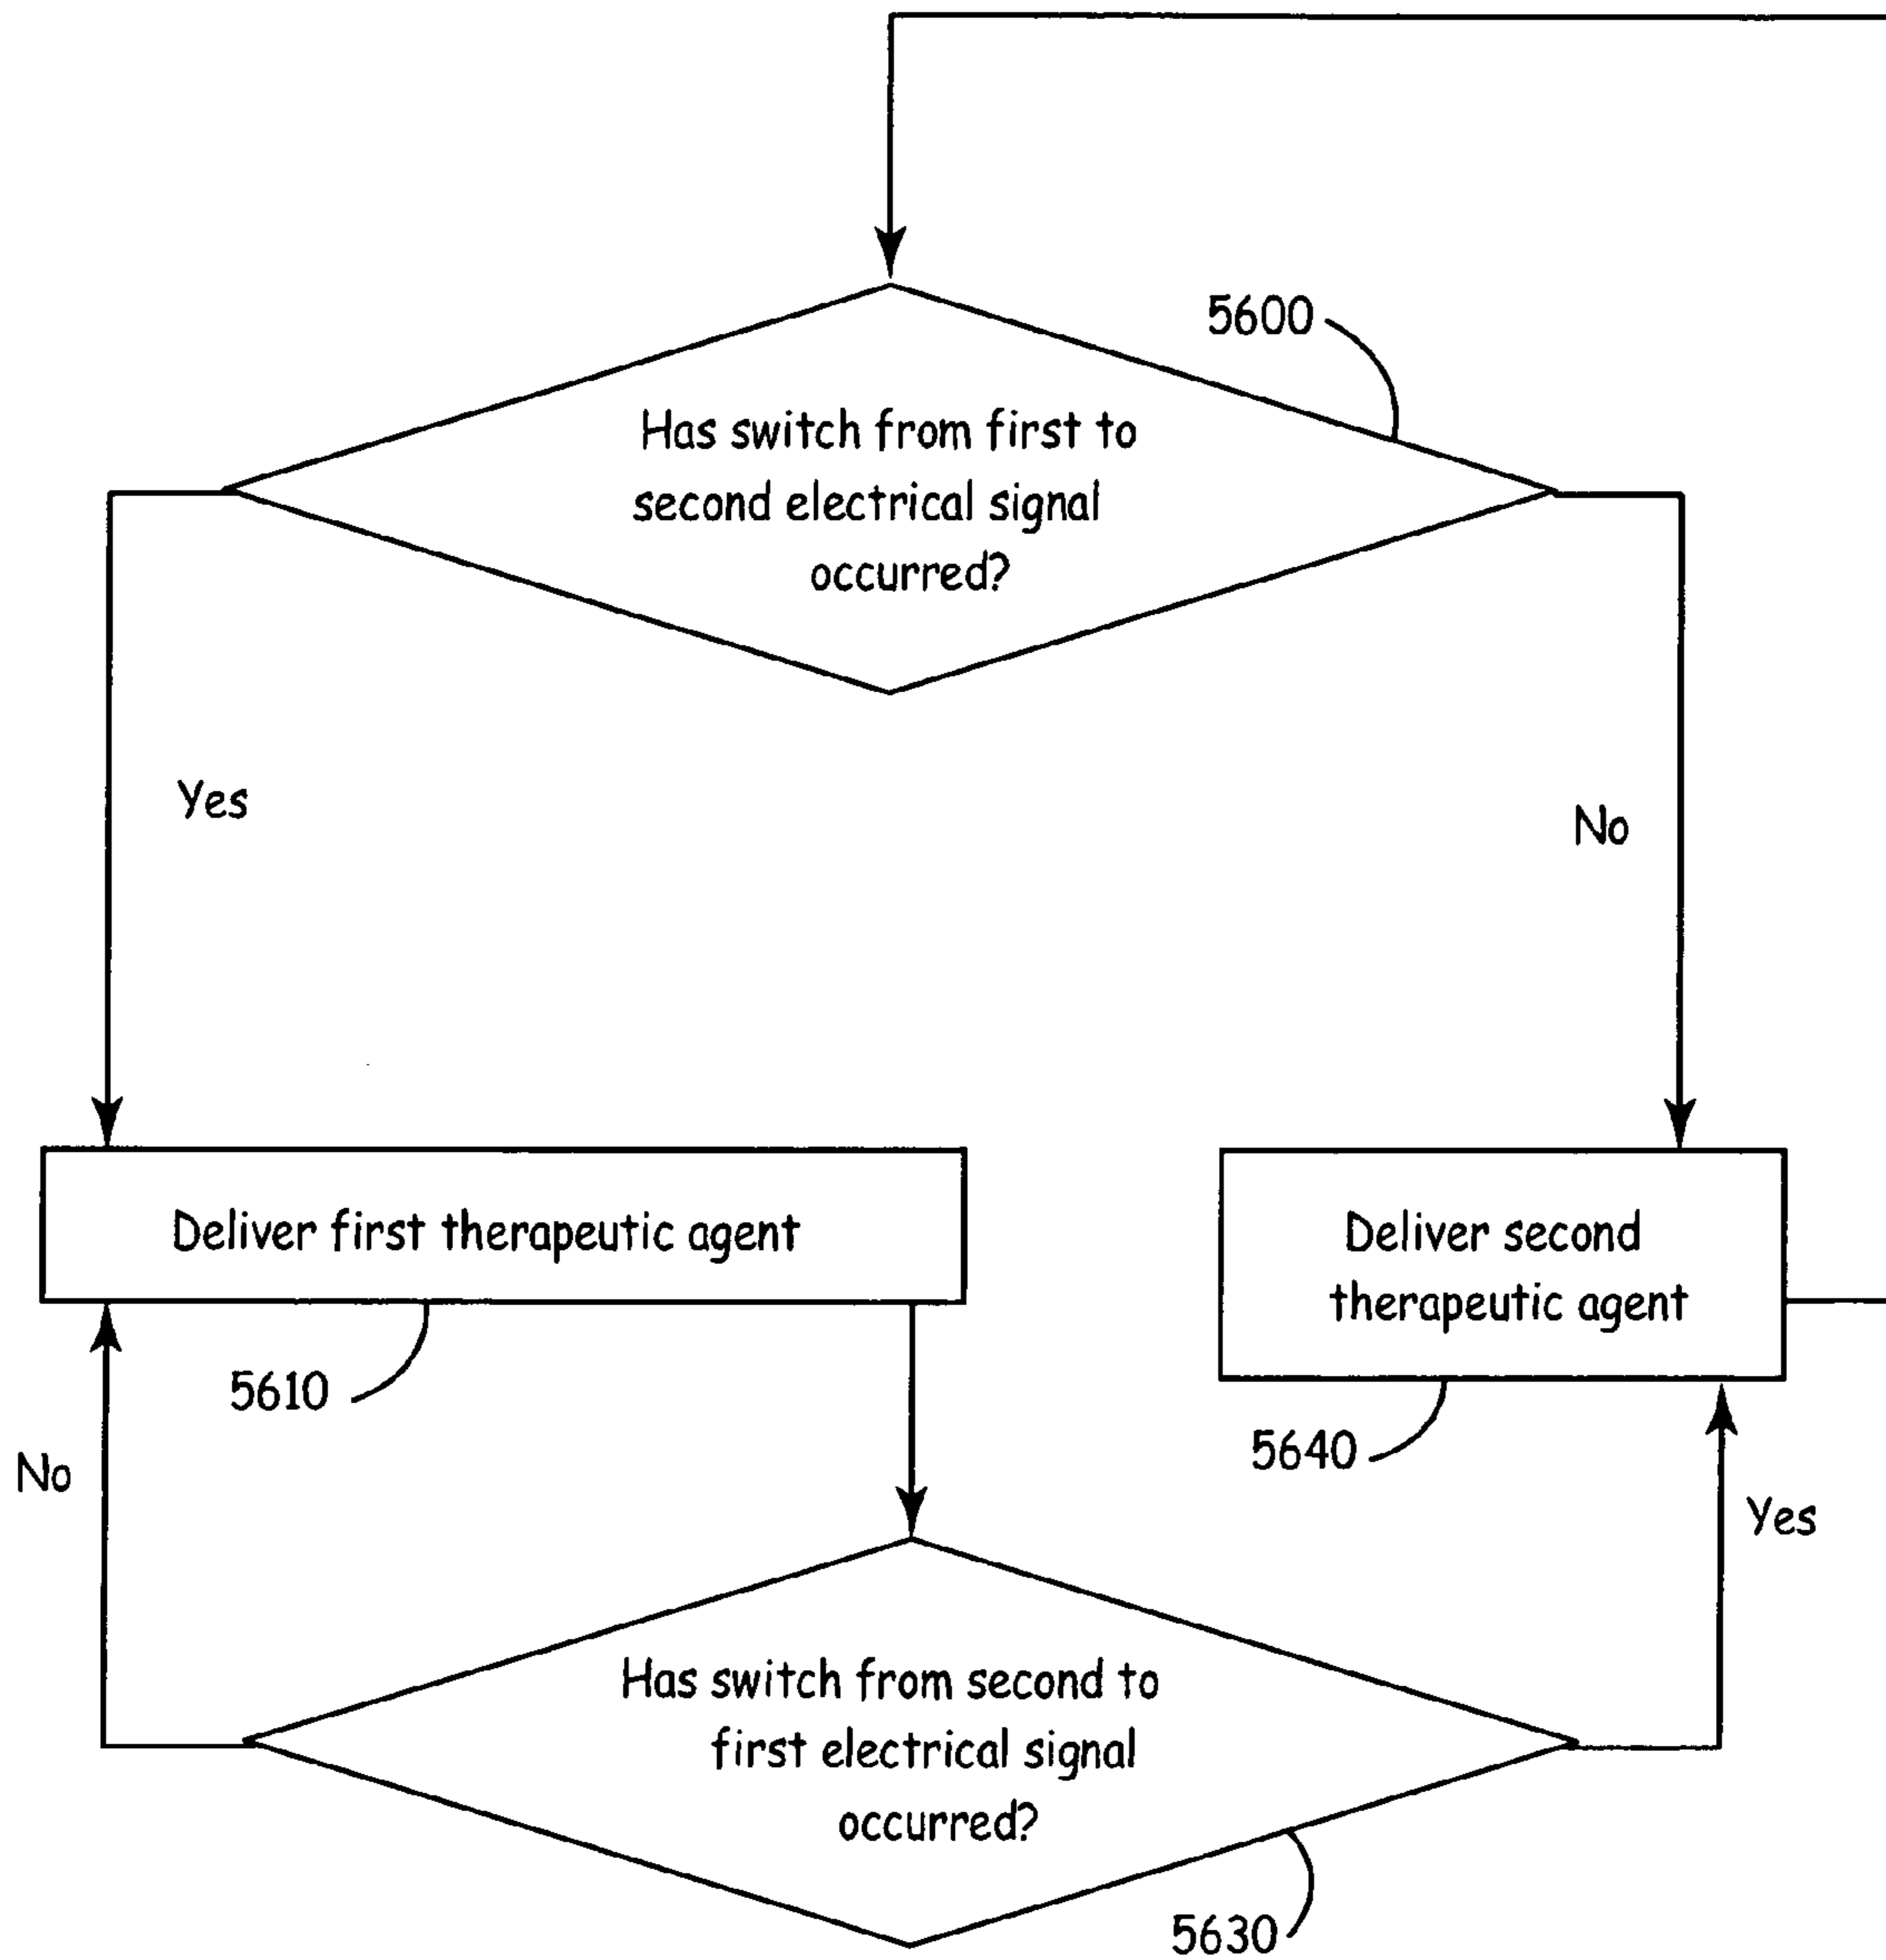 5600
Has switch from first to
second electrical signal
occurred?
Yes
No
Deliver first therapeutic agent
Deliver second
therapeutic agent
5610
5640
No
Yes
Has switch from second to
first electrical signal
occurred?
5630